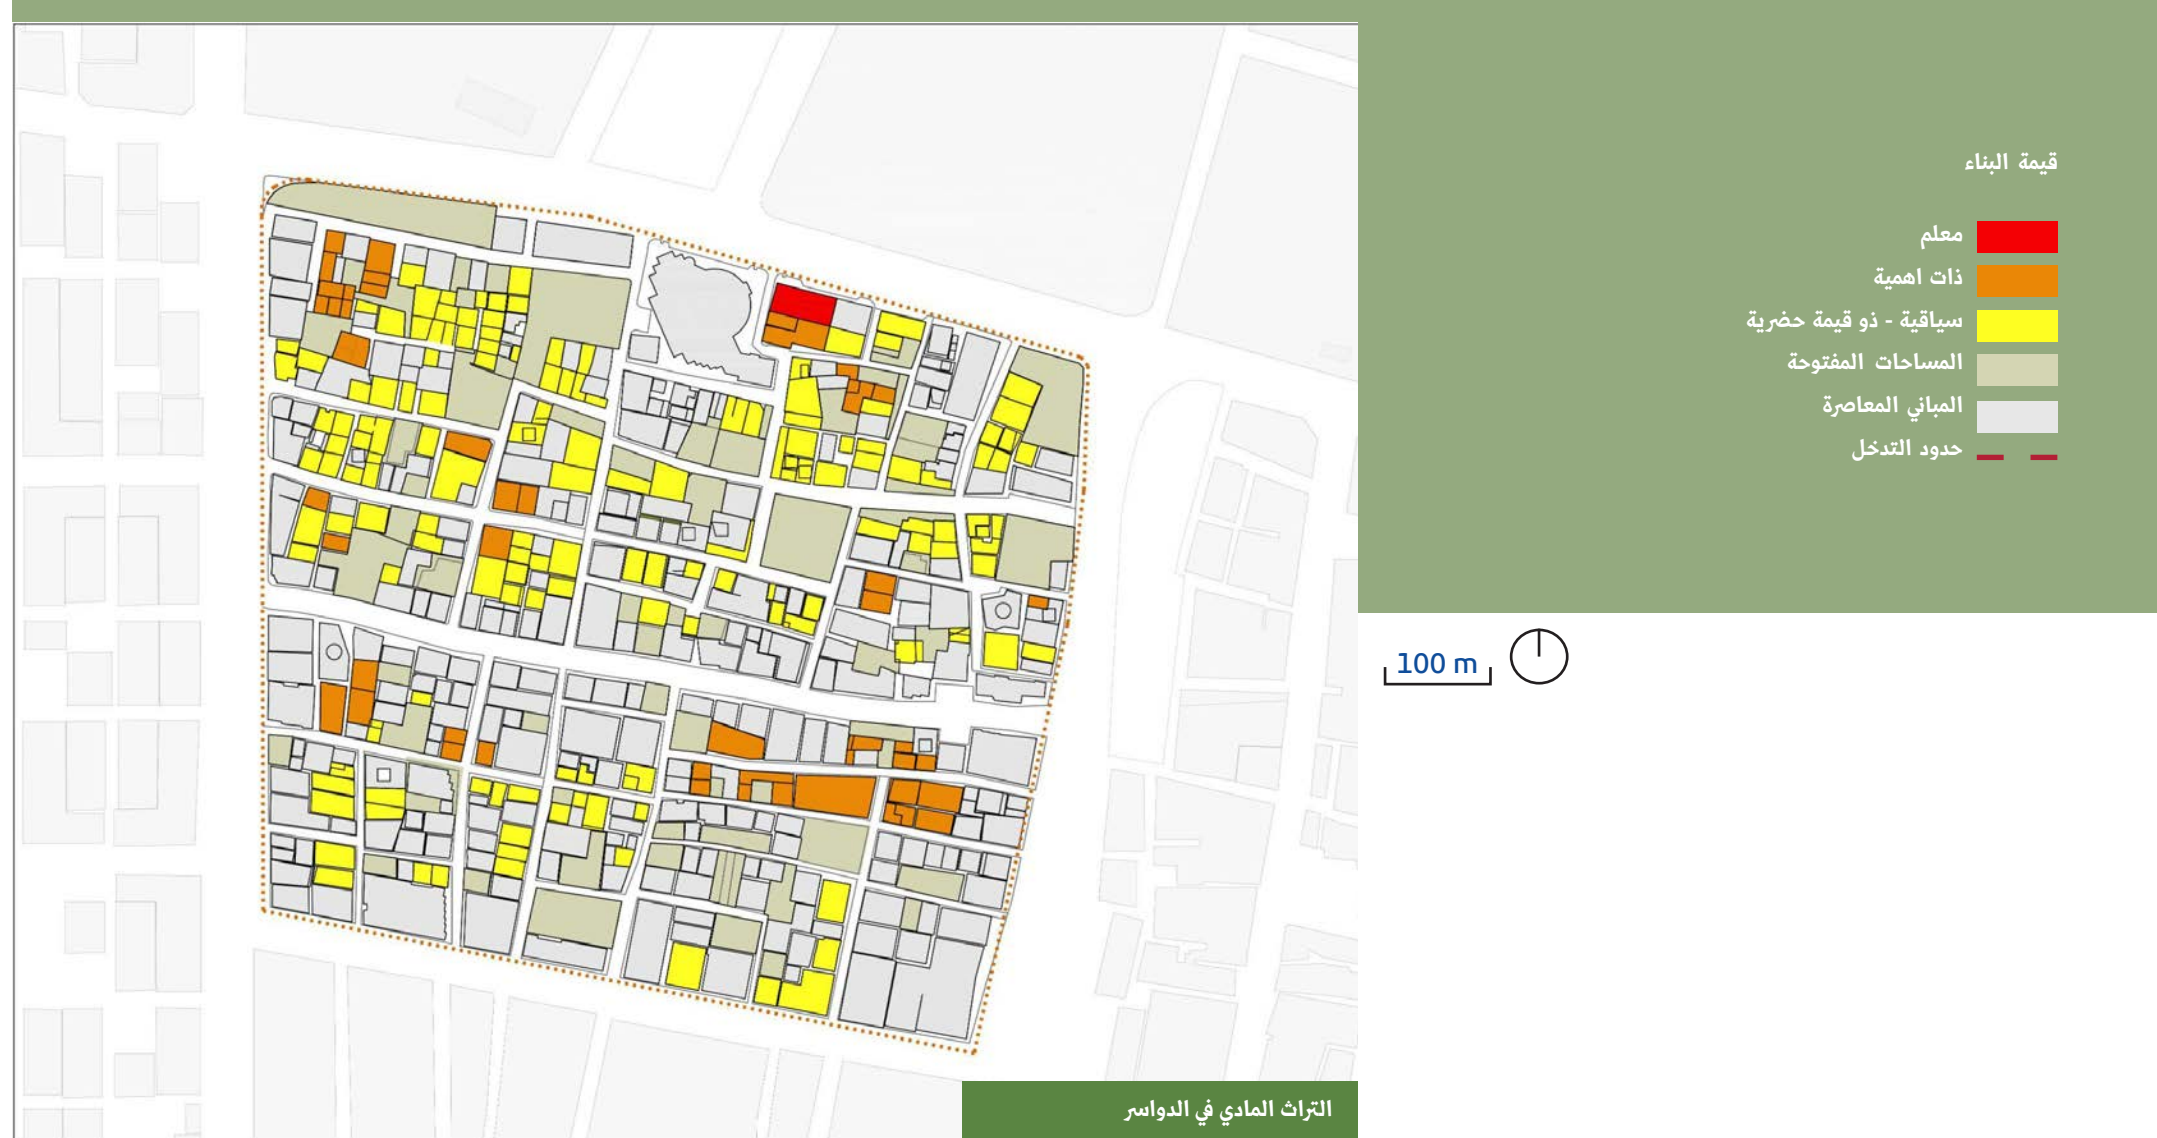 قيمة البناء
معلم
ذات اهمية
سياقية - ذو قيمة حضرية
المساحات المفتوحة
المباني المعاصرة
حدود التدخل
100 m
التراث المادي في الدواسر